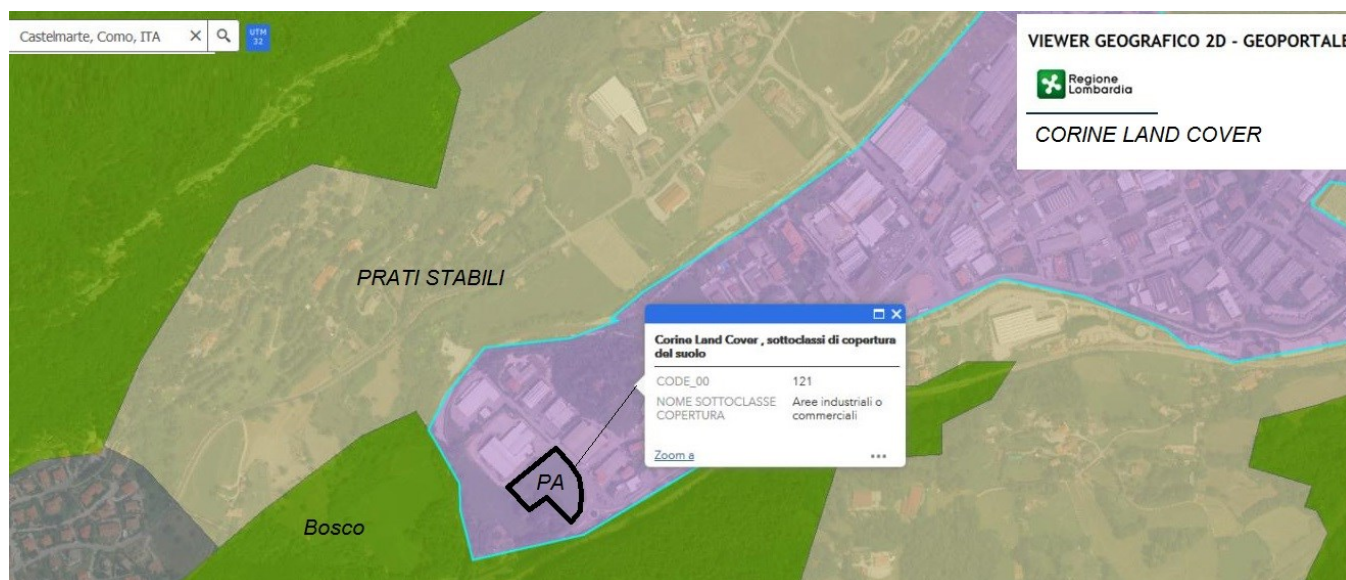 Castelmarte, Como, ITA
UTM
32
VIEWER GEOGRAFICO 2D - GEOPORTALE
Regione
Lombardia
CORINE LAND COVER
PRATI STABILI
Corine Land Cover , sottoclassi di copertura
del suolo
CODE_00 121
NOME SOTTOCLASSE Aree industriali o
COPERTURA commerciali
Zoom a
PA
Bosco